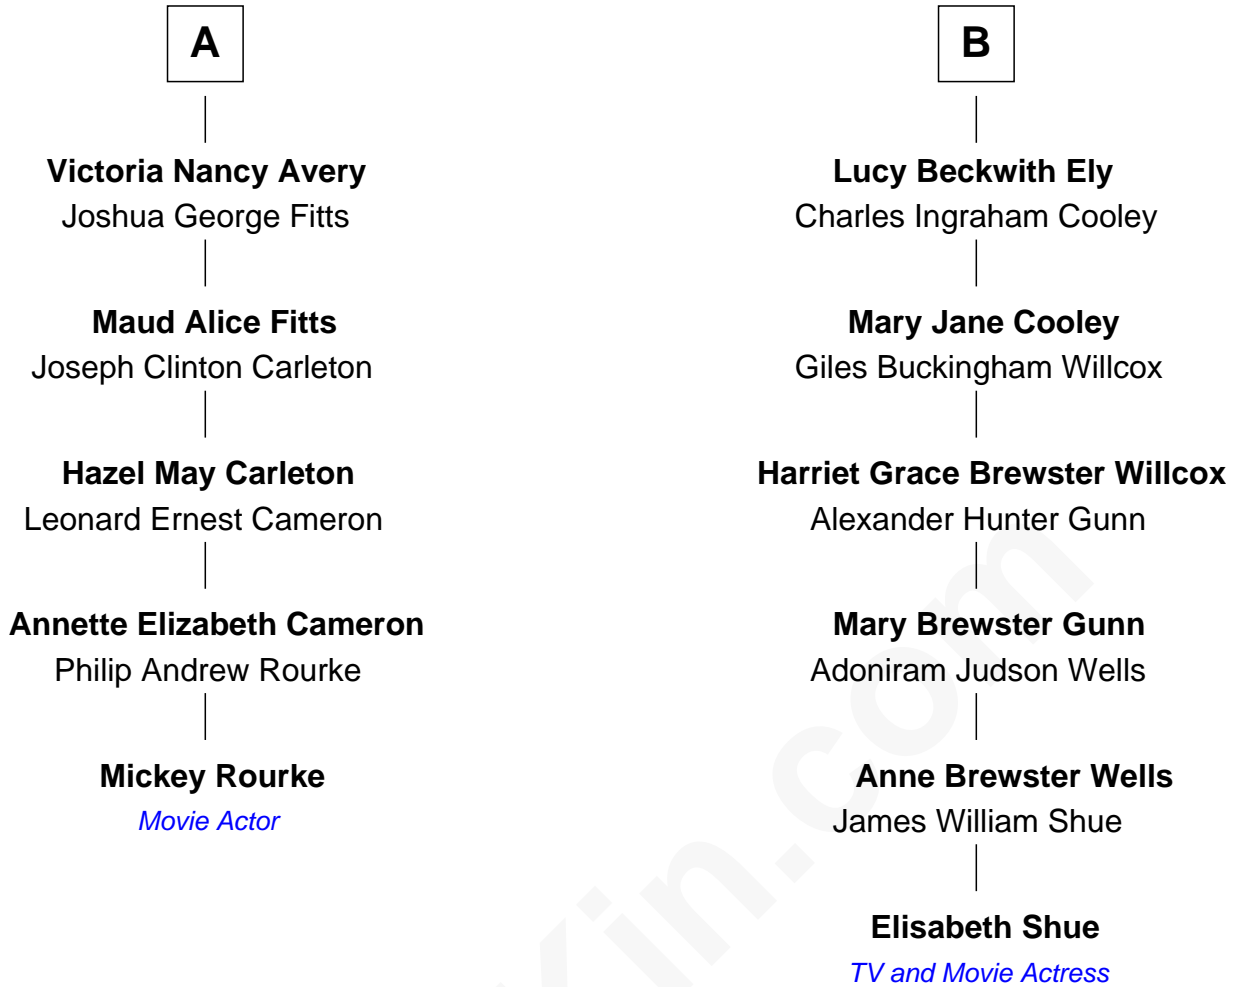 A
Victoria Nancy Avery
Joshua George Fitts
Maud Alice Fitts
Joseph Clinton Carleton
Hazel May Carleton
Leonard Ernest Cameron
Annette Elizabeth Cameron
Philip Andrew Rourke
Mickey Rourke
Movie Actor
B
Lucy Beckwith Ely
Charles Ingraham Cooley
Mary Jane Cooley
Giles Buckingham Willcox
Harriet Grace Brewster Willcox
Alexander Hunter Gunn
Mary Brewster Gunn
Adoniram Judson Wells
Anne Brewster Wells
James William Shue
Elisabeth Shue
TV and Movie Actress
Kin.com